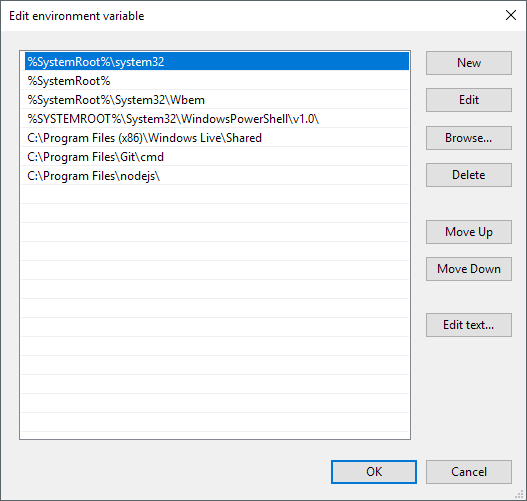 Edit environment variable
%SystemRoot%\system32
%SystemRoot%
%SystemRoot%\System32\Wbem
%SYSTEMROOT%\System32\WindowsPowerShell\v1.0\
C:\Program Files (x86)\Windows Live\Shared
C:\Program Files\Git\cmd
C:\Program Files\nodejs\
New
Edit
Browse...
Delete
Move Up
Move Down
Edit text...
OK
Cancel